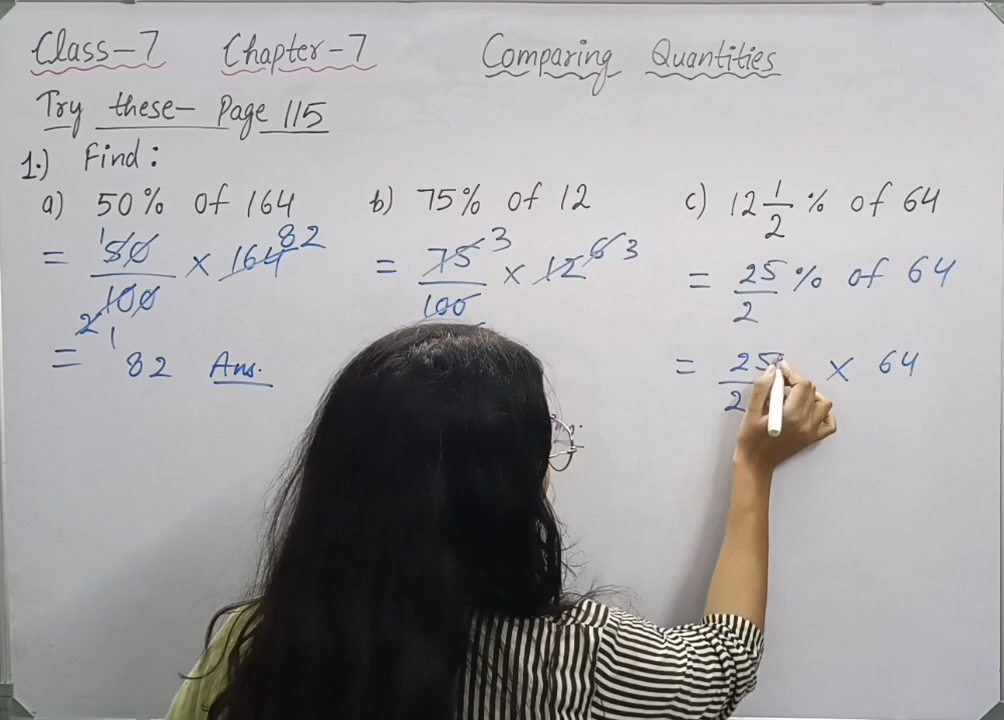 Class-7 Chapter-7 Comparing Quantities
Try these- Page 115
1.) Find:
a) 50% of 164
= 50/100 × 164 82
1
2 1
= 82 Ans.
b) 75% of 12
= 75/100 × 12 6 3
3
c) 12 1/2 % of 64
= 25/2 % of 64
= 25/2 × 64